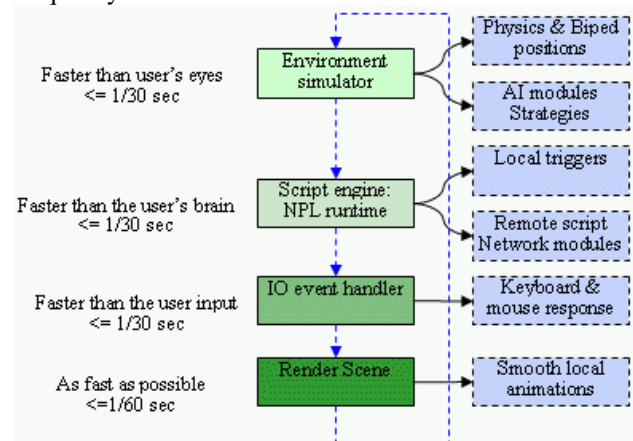 Physics & Biped
positions
Environment
simulator
Faster than user's eyes
<= 1/30 sec
AI modules
Strategies
Local triggers
Script engine:
NPL runtime
Faster than the user's brain
<= 1/30 sec
Remote script
Network modules
IO event handler
Keyboard &
mouse response
Faster than the user input
<= 1/30 sec
Render Scene
Smooth local
animations
As fast as possible
<=1/60 sec